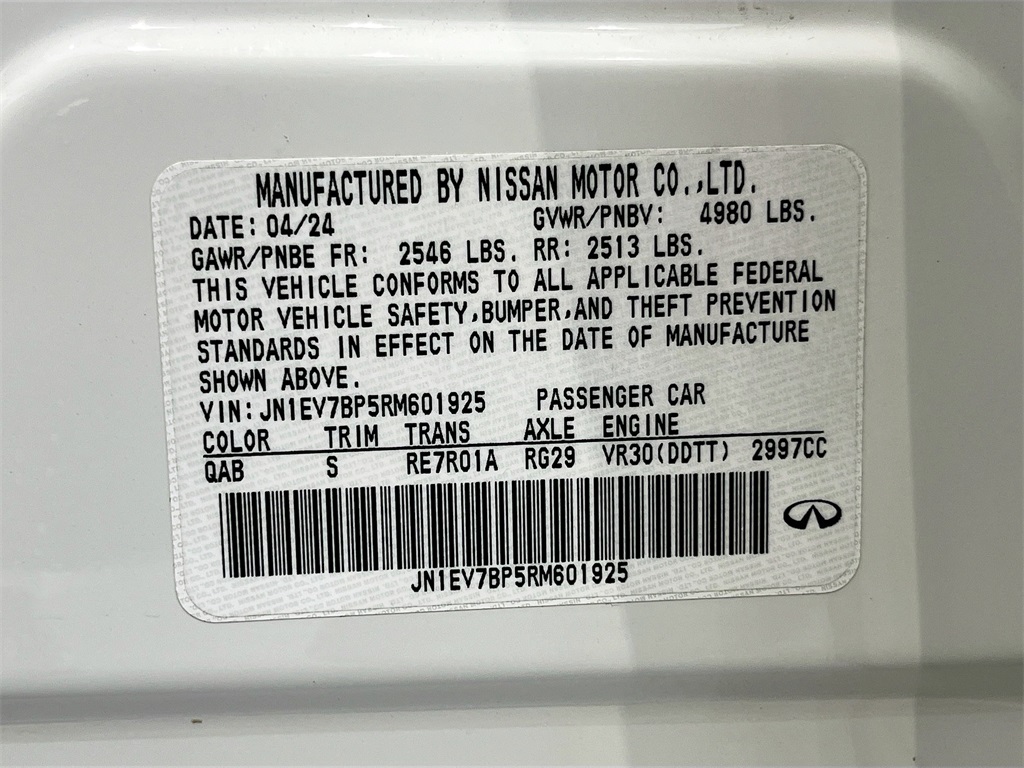 MANUFACTURED BY NISSAN MOTOR CO.,LTD.
DATE: 04/24 GVWR/PNBV: 4980 LBS.
GAWR/PNBE FR: 2546 LBS. RR: 2513 LBS.
THIS VEHICLE CONFORMS TO ALL APPLICABLE FEDERAL
MOTOR VEHICLE SAFETY,BUMPER,AND THEFT PREVENTION
STANDARDS IN EFFECT ON THE DATE OF MANUFACTURE
SHOWN ABOVE.
VIN:JN1EV7BP5RM601925 PASSENGER CAR
COLOR TRIM TRANS AXLE ENGINE
QAB S RE7R01A RG29 VR30(DDTT) 2997CC
JN1EV7BP5RM601925